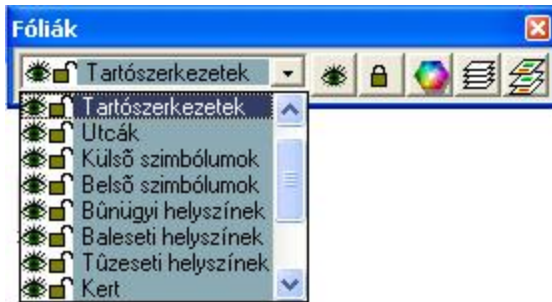 Fóliák
Tartószerkezetek
Tartószerkezetek
Utcák
Külsõ szimbólumok
Belsõ szimbólumok
Bûnügyi helyszínek
Baleseti helyszínek
Tûzeseti helyszínek
Kert